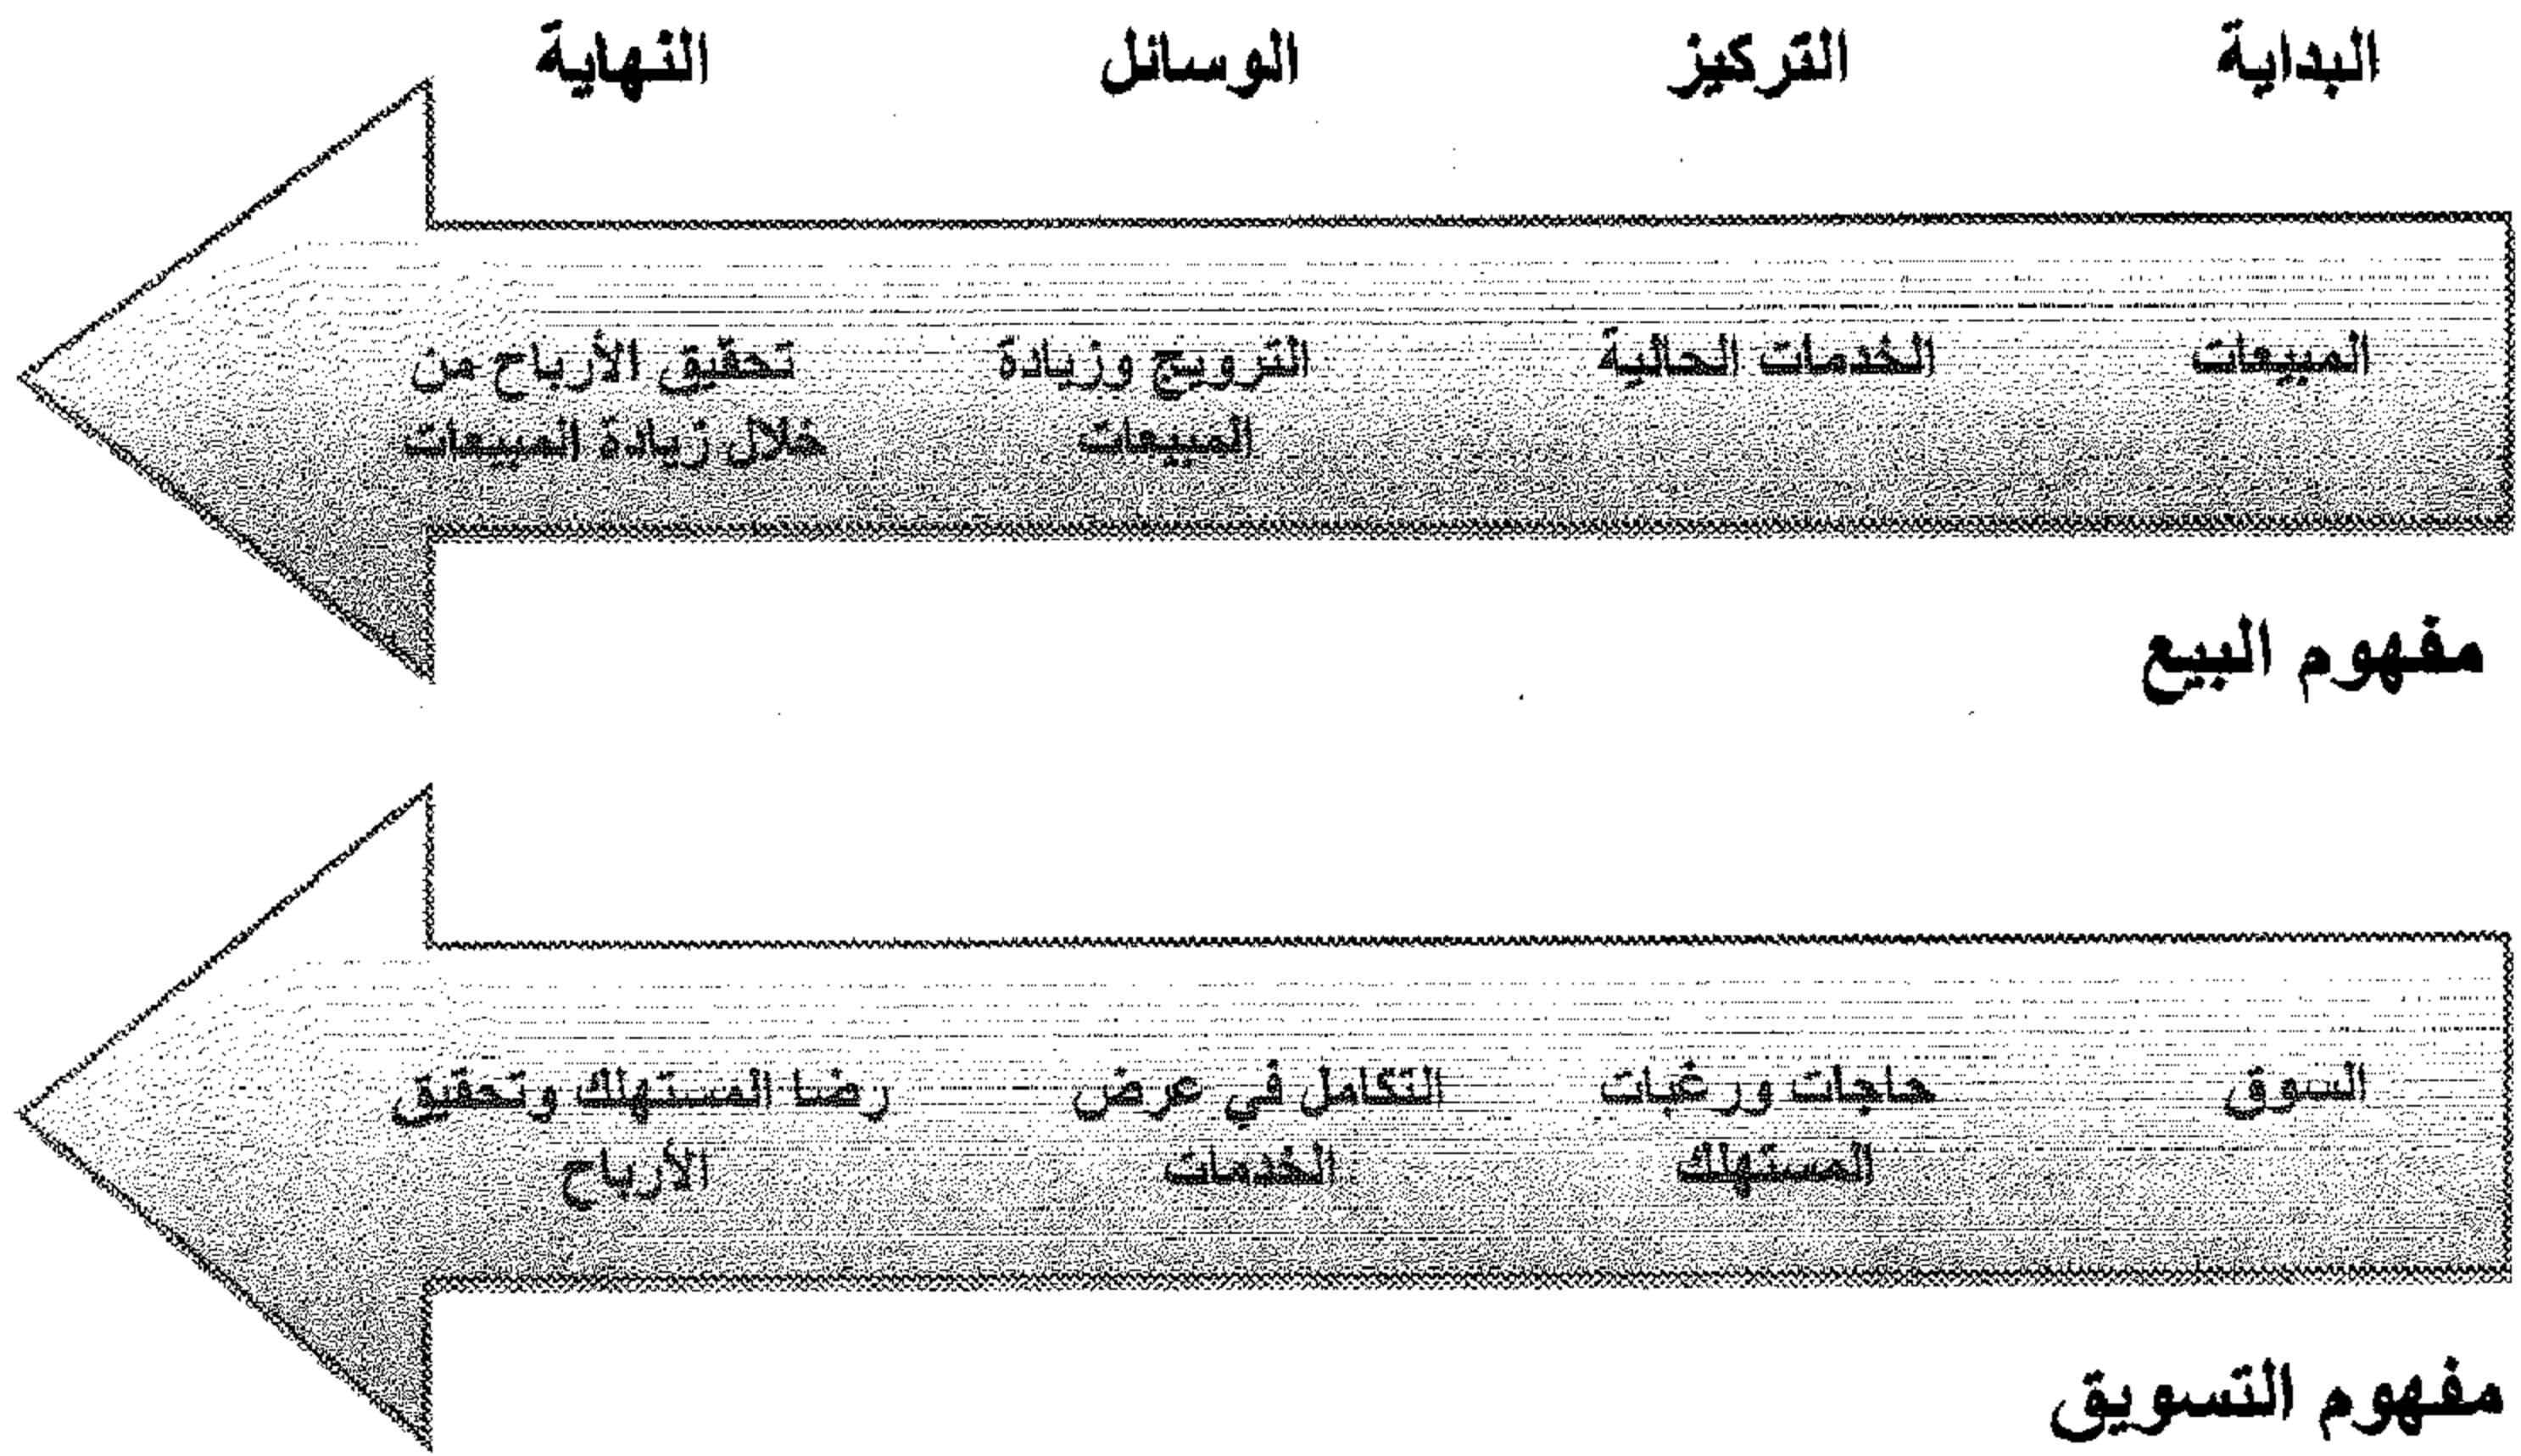 البداية التركيز الوسائل النهاية
المبيعات الخدمات الحالية الترويج وزيادة تحقيق الأرباح من
المبيعات خلال زيادة المبيعات
مفهوم البيع
السوق حاجات ورغبات التكامل في عرض رضا المستهلك وتحقيق
المستهلك الخدمات الأرباح
مفهوم التسويق